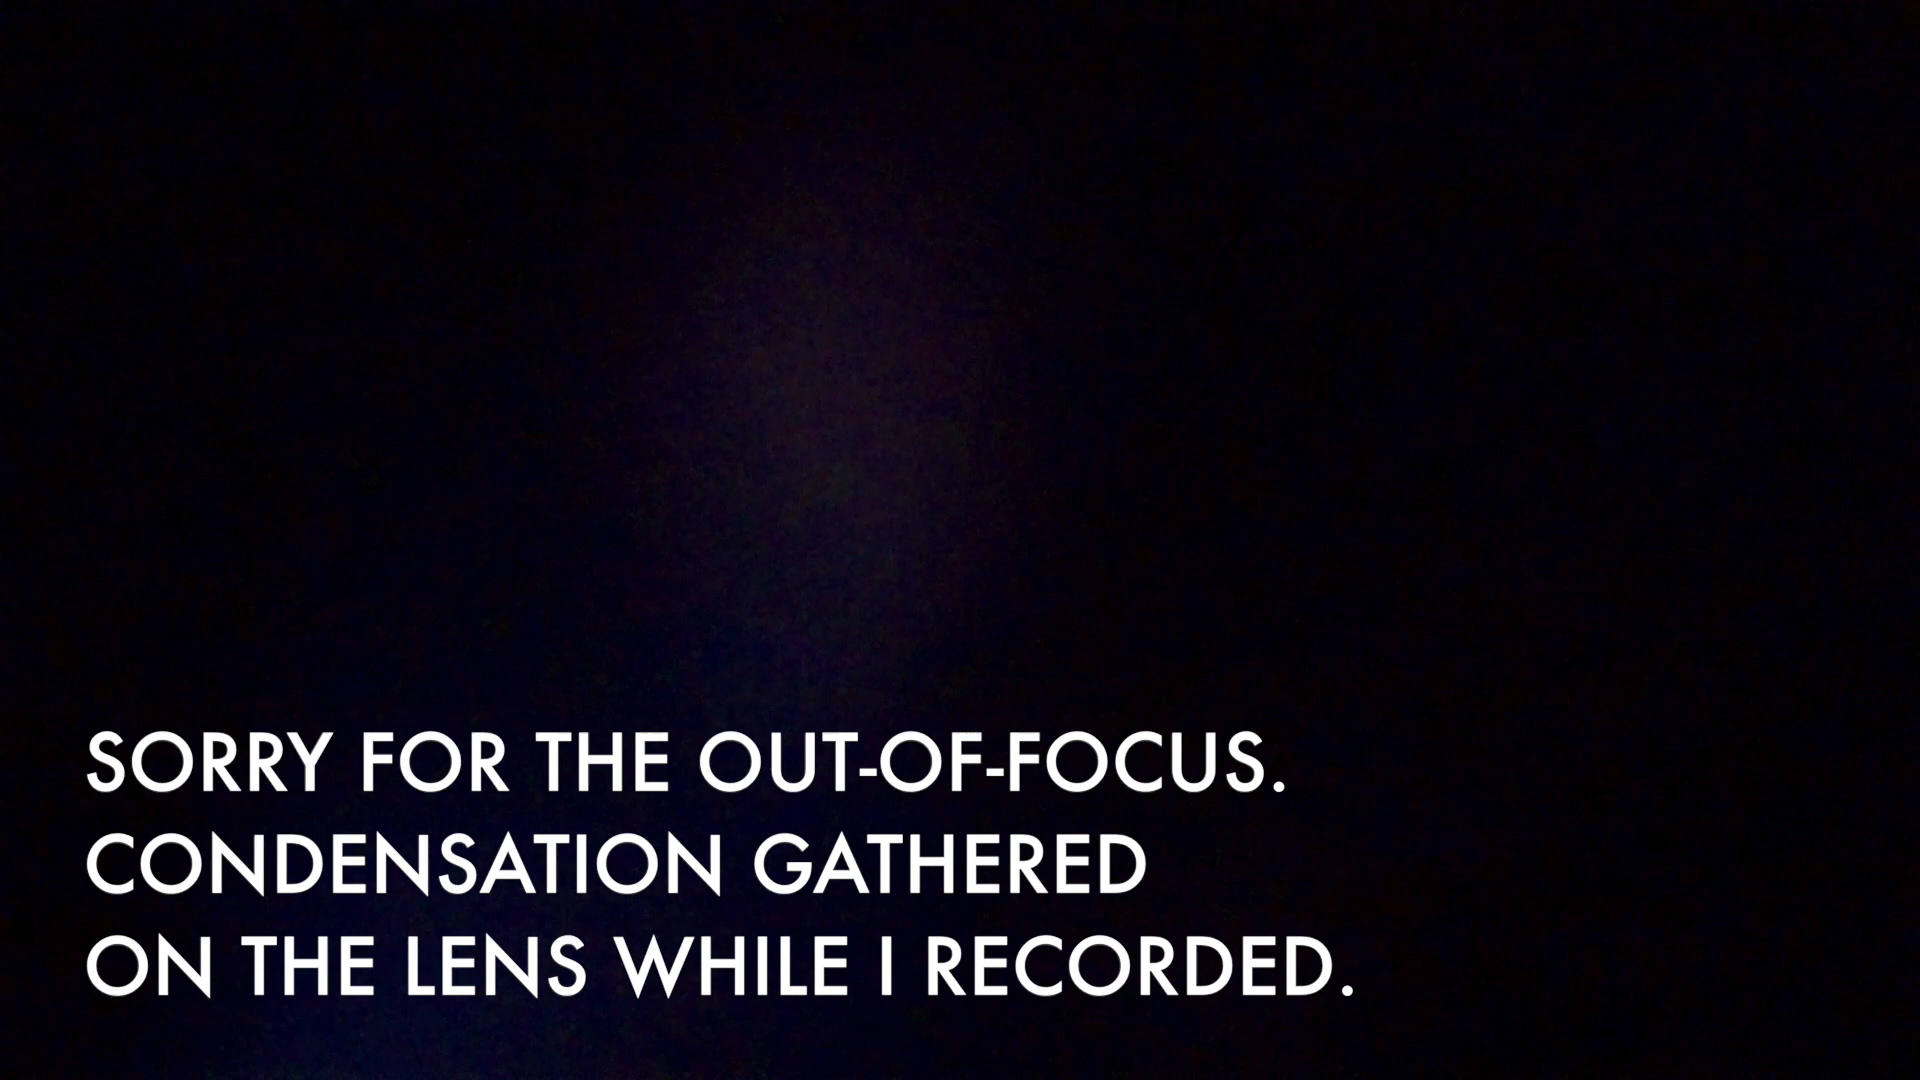 SORRY FOR THE OUT-OF-FOCUS.
CONDENSATION GATHERED
ON THE LENS WHILE I RECORDED.